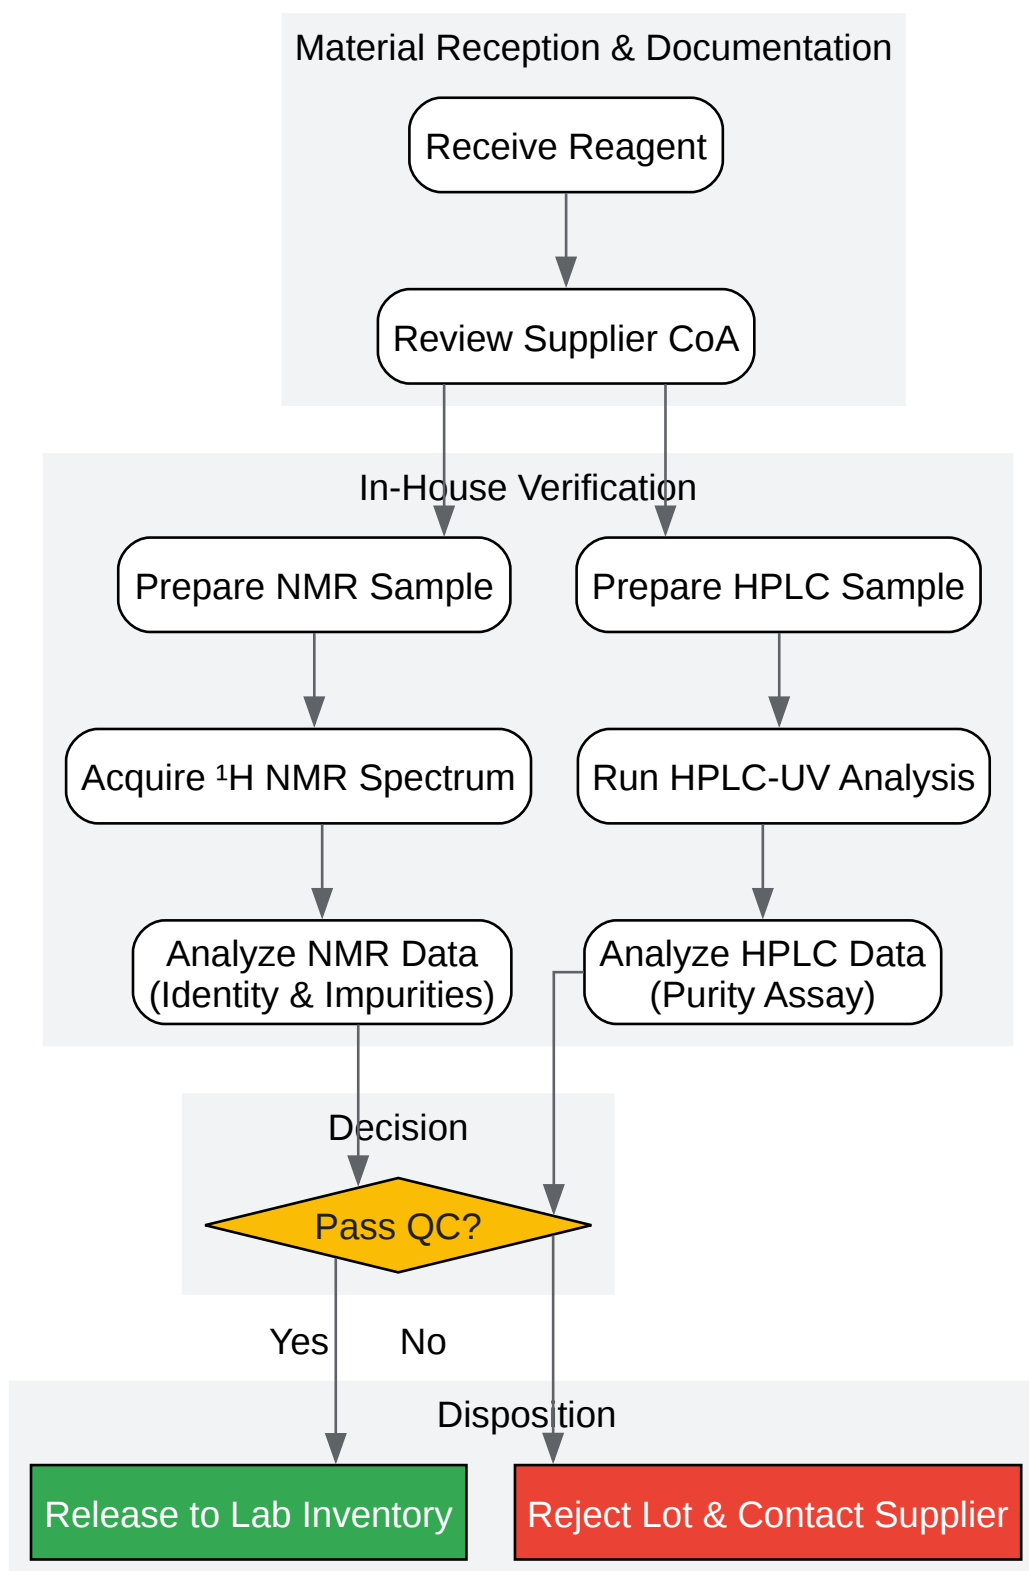 Material Reception & Documentation
Receive Reagent
Review Supplier CoA
In-House Verification
Prepare NMR Sample
Prepare HPLC Sample
Acquire ¹H NMR Spectrum
Run HPLC-UV Analysis
Analyze NMR Data
(Identity & Impurities)
Analyze HPLC Data
(Purity Assay)
Decision
Pass QC?
Yes
No
Disposition
Release to Lab Inventory
Reject Lot & Contact Supplier